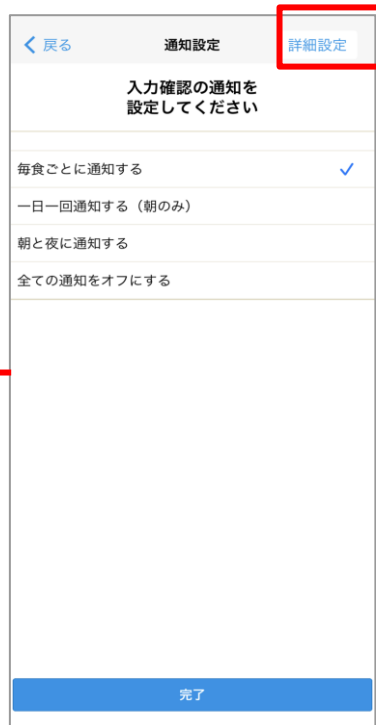 戻る 通知設定 詳細設定
入力確認の通知を
設定してください
毎食ごとに通知する
一日一回通知する（朝のみ）
朝と夜に通知する
全ての通知をオフにする
完了